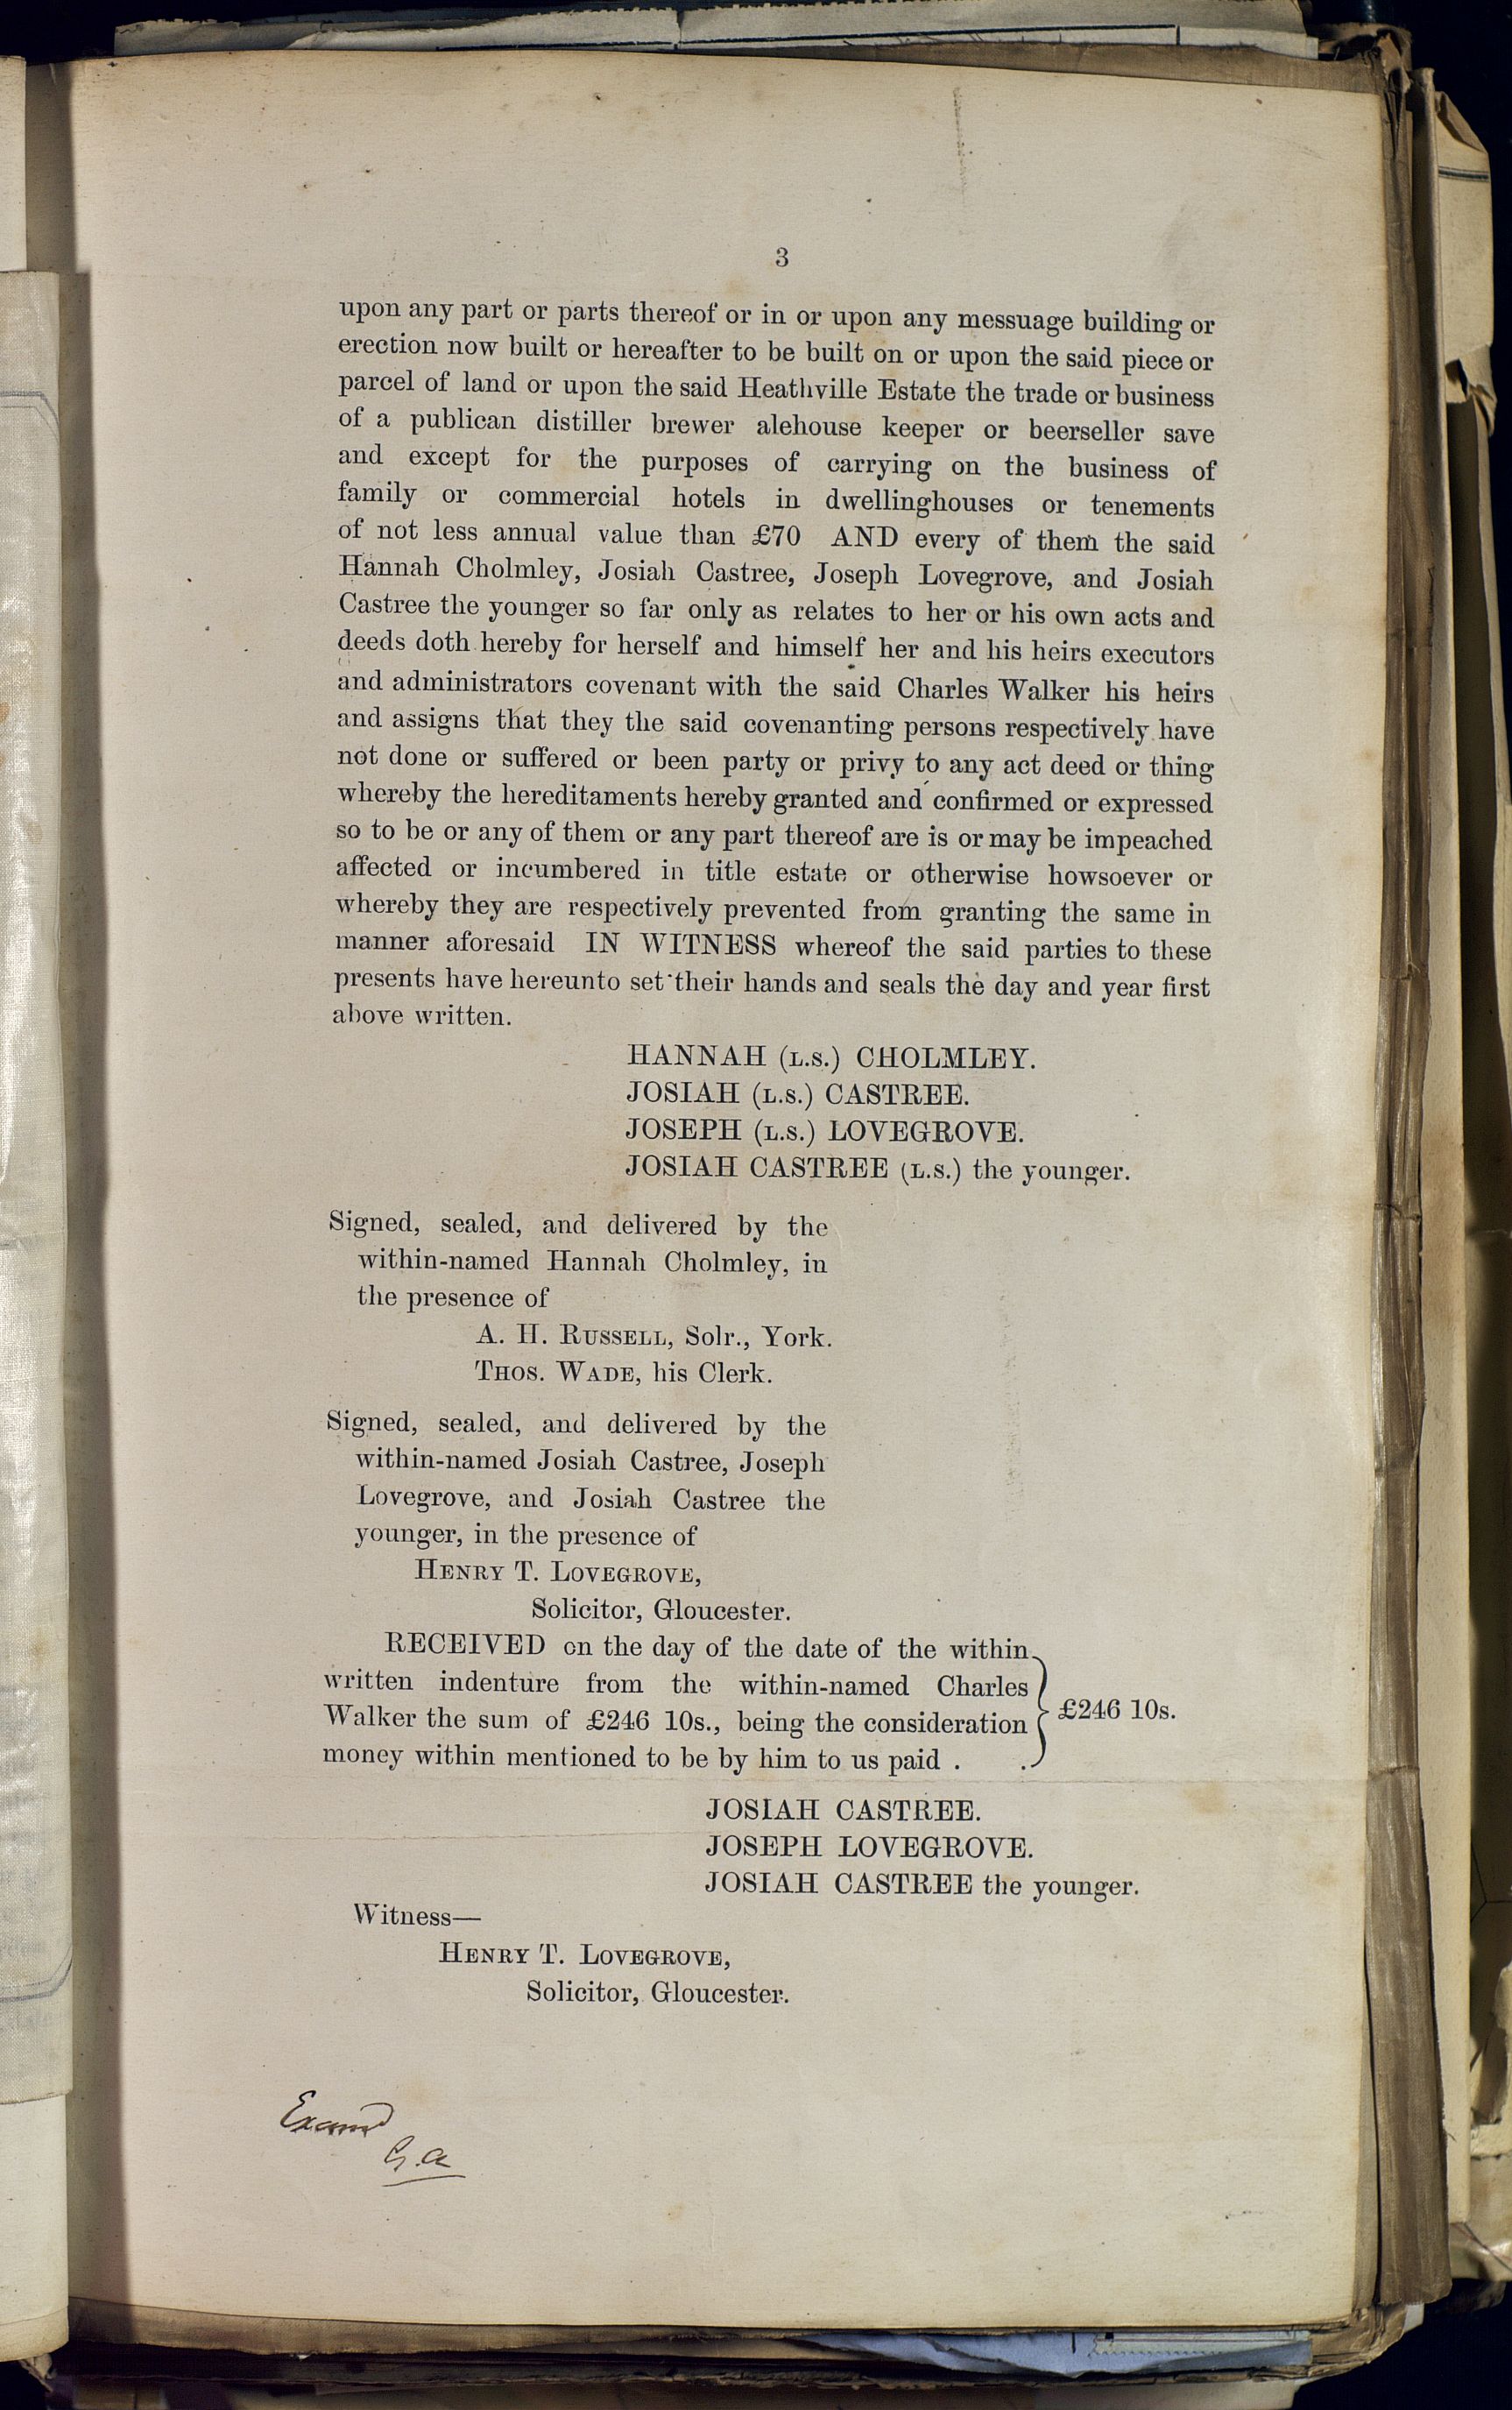 3
upon any part or parts thereof or in or upon any messuage building or
erection now built or hereafter to be built on or upon the said piece or
parcel of land or upon the said Heathville Estate the trade or business
of a publican distiller brewer alehouse keeper or beerseller save
and except for the purposes of carrying on the business of
family or commercial hotels in dwellinghouses or tenements
of not less annual value than £70 AND every of them the said
Hannah Cholmley, Josiah Castree, Joseph Lovegrove, and Josiah
Castree the younger so far only as relates to her or his own acts and
deeds doth hereby for herself and himself her and his heirs executors
and administrators covenant with the said Charles Walker his heirs
and assigns that they the said covenanting persons respectively have
not done or suffered or been party or privy to any act deed or thing
whereby the hereditaments hereby granted and confirmed or expressed
so to be or any of them or any part thereof are is or may be impeached
affected or incumbered in title estate or otherwise howsoever or
whereby they are respectively prevented from granting the same in
manner aforesaid IN WITNESS whereof the said parties to these
presents have hereunto set their hands and seals the day and year first
above written.
HANNAH (L.S.) CHOLMLEY.
JOSIAH (L.S.) CASTREE.
JOSEPH (L.S.) LOVEGROVE.
JOSIAH CASTREE (L.S.) the younger.
Signed, sealed, and delivered by the
within-named Hannah Cholmley, in
the presence of
A. H. RUSSELL, Solr., York.
THOS. WADE, his Clerk.
Signed, sealed, and delivered by the
within-named Josiah Castree, Joseph
Lovegrove, and Josiah Castree the
younger, in the presence of
HENRY T. LOVEGROVE,
Solicitor, Gloucester.
RECEIVED on the day of the date of the within
written indenture from the within-named Charles
Walker the sum of £246 10s., being the consideration
money within mentioned to be by him to us paid . .
£246 10s.
JOSIAH CASTREE.
JOSEPH LOVEGROVE.
JOSIAH CASTREE the younger.
Witness—
HENRY T. LOVEGROVE,
Solicitor, Gloucester.
Examd
G.a